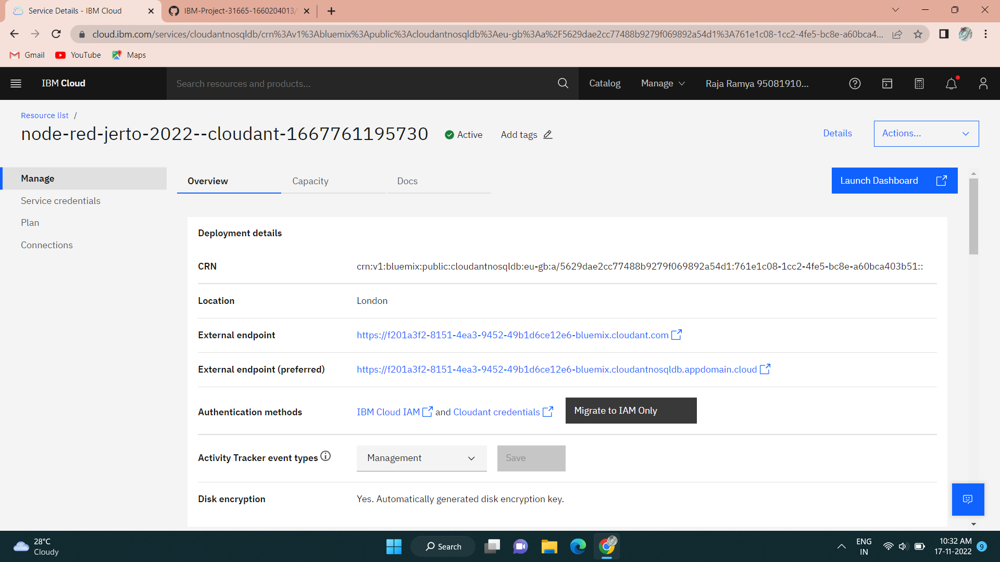 Service Details - IBM Cloud
IBM-Project-31665-1660204013/
cloud.ibm.com/services/cloudantnosqldb/crn%3Av1%3Abluemix%3Apublic%3Acloudantnosqldb%3Aeu-gb%3Aa%2F5629dae2cc77488b9279f069892a54d1%3A761e1c08-1cc2-4fe5-bc8e-a60bca4...
Gmail
YouTube
Maps
IBM Cloud
Search resources and products...
Catalog
Manage
Raja Ramya 95081910...
Resource list /
node-red-jerto-2022--cloudant-1667761195730
Active
Add tags
Details
Actions...
Manage
Service credentials
Plan
Connections
Overview
Capacity
Docs
Launch Dashboard
Deployment details
CRN
crn:v1:bluemix:public:cloudantnosqldb:eu-gb:a/5629dae2cc77488b9279f069892a54d1:761e1c08-1cc2-4fe5-bc8e-a60bca403b51::
Location
London
External endpoint
https://f201a3f2-8151-4ea3-9452-49b1d6ce12e6-bluemix.cloudant.com
External endpoint (preferred)
https://f201a3f2-8151-4ea3-9452-49b1d6ce12e6-bluemix.cloudantnosqldb.appdomain.cloud
Authentication methods
IBM Cloud IAM and Cloudant credentials
Migrate to IAM Only
Activity Tracker event types
Management
Save
Disk encryption
Yes. Automatically generated disk encryption key.
28°C
Cloudy
Search
ENG
IN
10:32 AM
17-11-2022
9